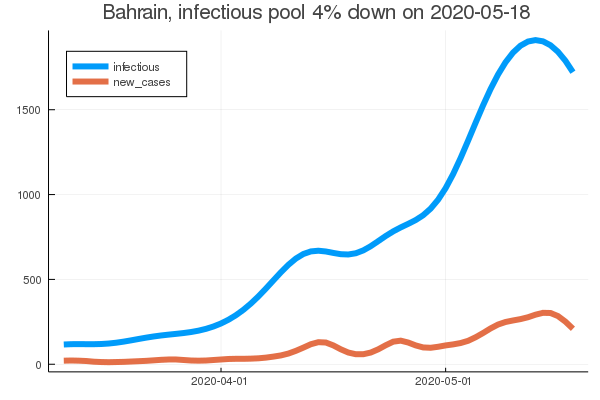 Bahrain, infectious pool 4% down on 2020-05-18
infectious
new_cases
1500
1000
500
0
2020-04-01
2020-05-01